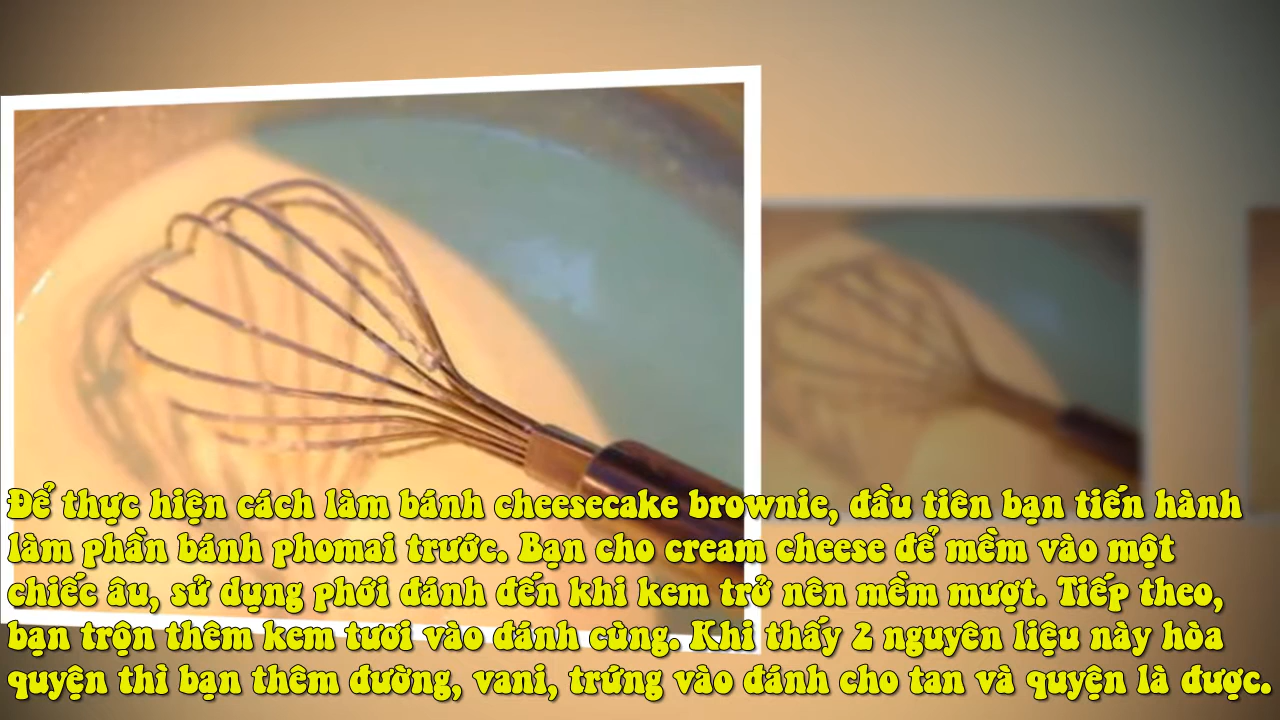 Để thực hiện cách làm bánh cheesecake brownie, đầu tiên bạn tiến hành
làm phần bánh phomai trước. Bạn cho cream cheese để mềm vào một
chiếc âu, sử dụng phới đánh đến khi kem trở nên mềm mượt. Tiếp theo,
bạn trộn thêm kem tươi vào đánh cùng. Khi thấy 2 nguyên liệu này hòa
quyện thì bạn thêm đường, vani, trứng vào đánh cho tan và quyện là được.